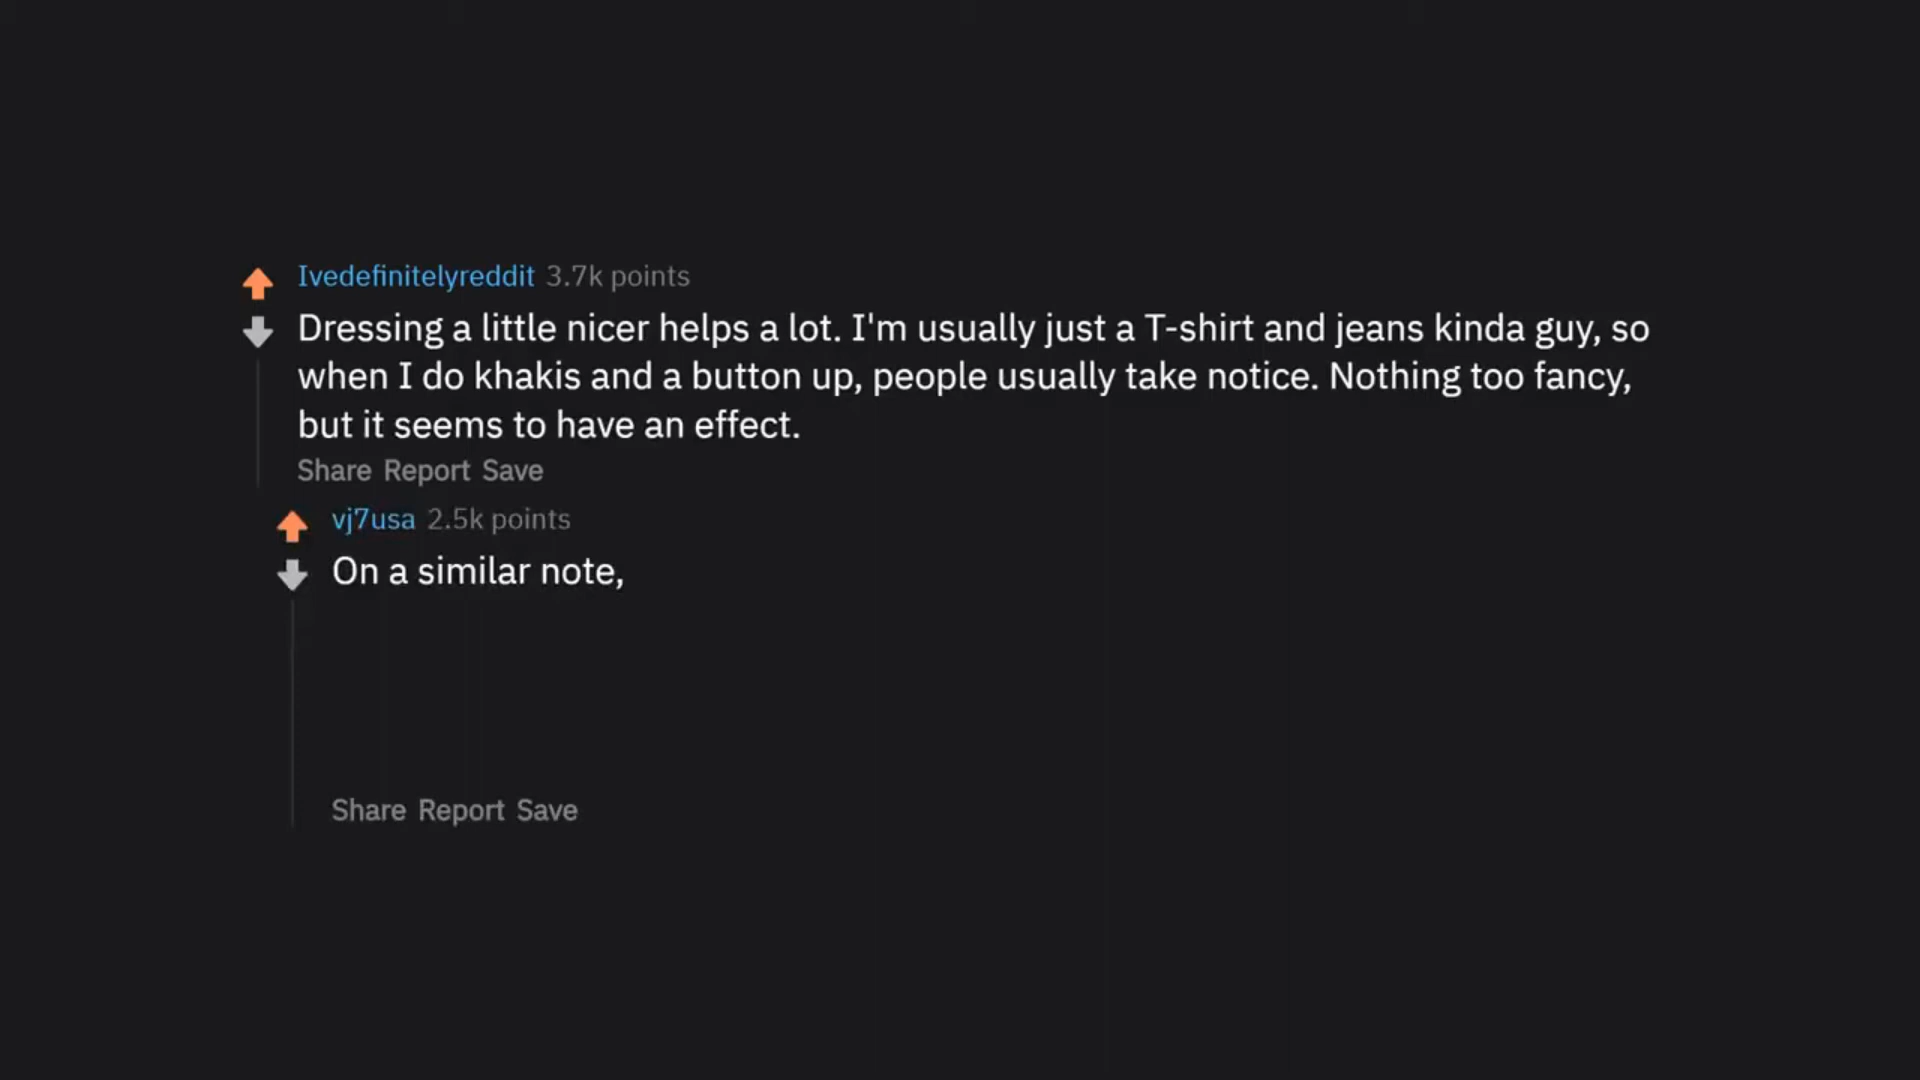 Ivedefinitelyreddit 3.7k points
Dressing a little nicer helps a lot. I'm usually just a T-shirt and jeans kinda guy, so
when I do khakis and a button up, people usually take notice. Nothing too fancy,
but it seems to have an effect.
Share Report Save
vj7usa 2.5k points
On a similar note,
Share Report Save